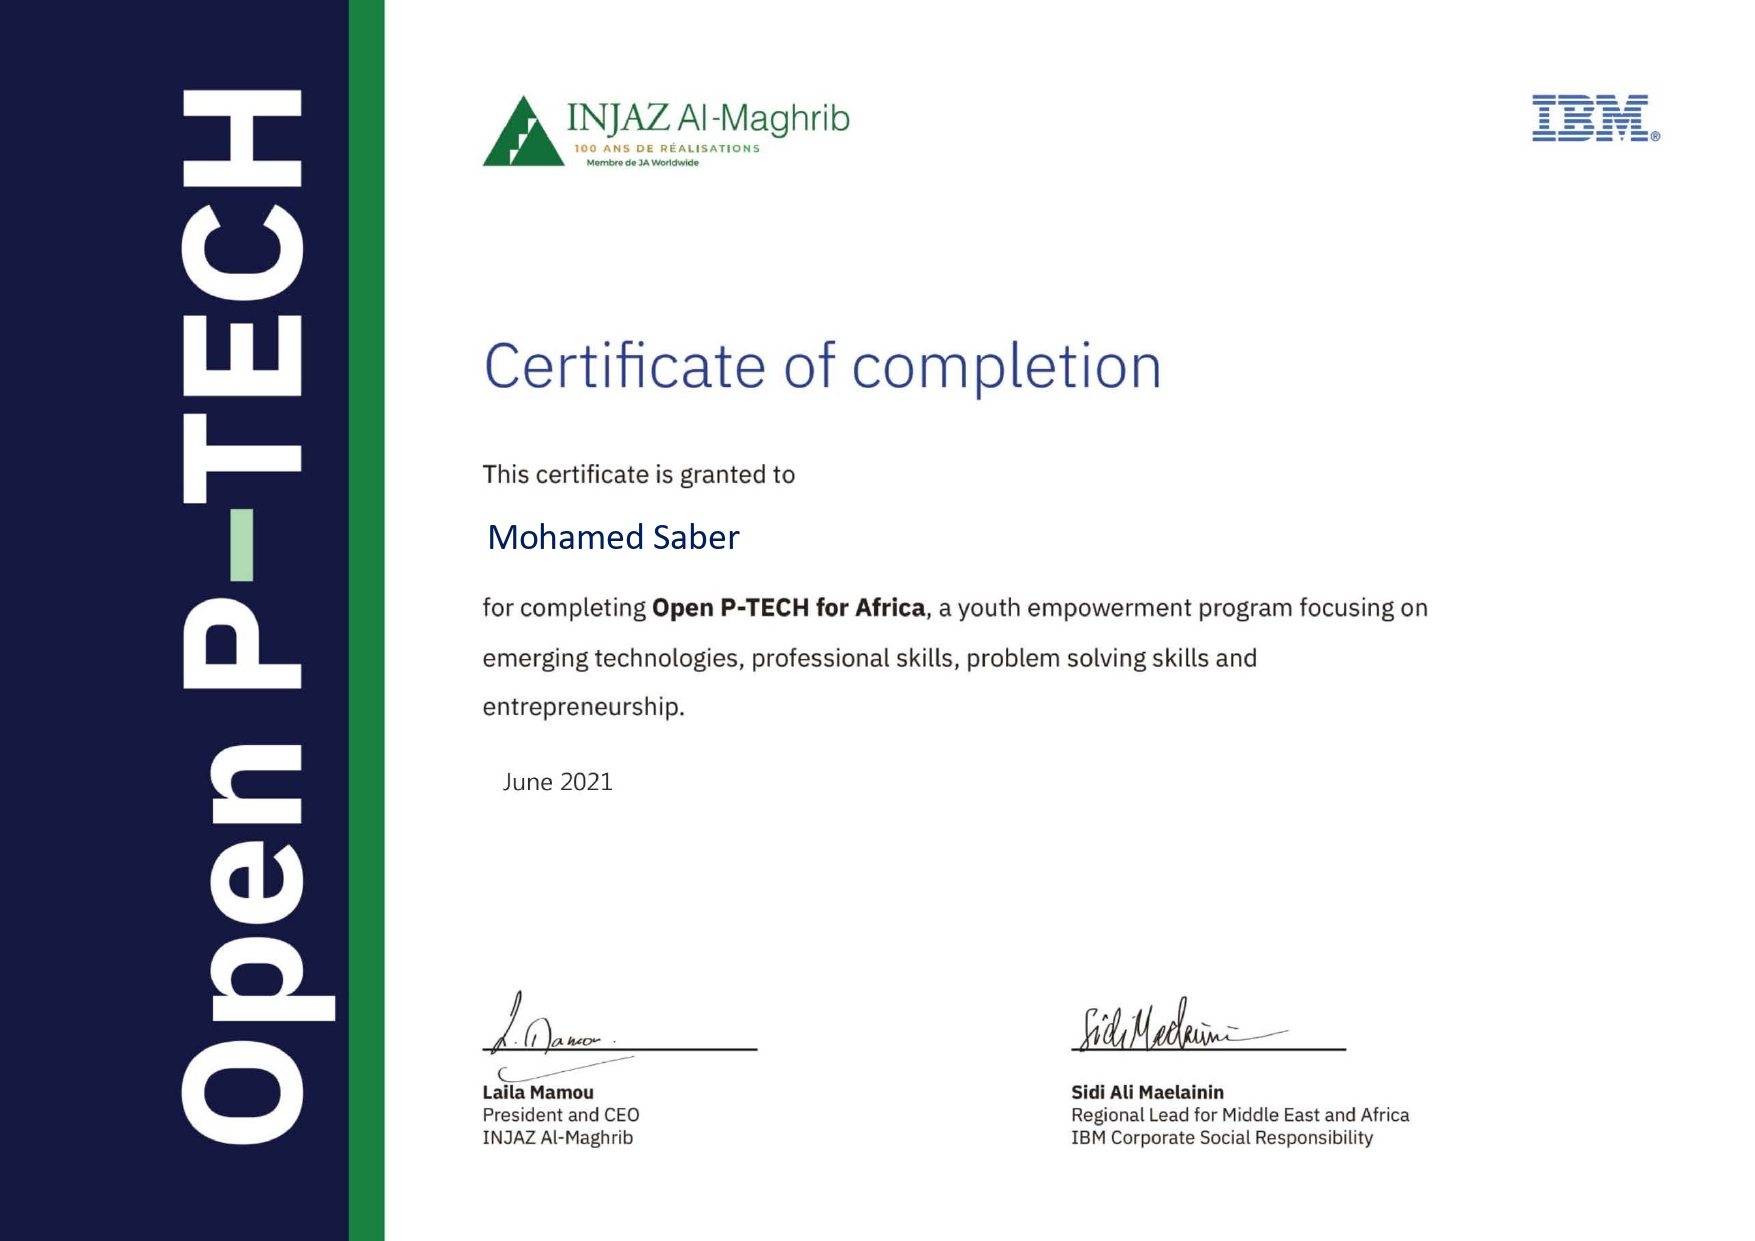 Open P-TECH
INJAZ Al-Maghrib
100 ANS DE RÉALISATIONS
Membre de JA Worldwide
IBM®
Certificate of completion
This certificate is granted to
Mohamed Saber
for completing Open P-TECH for Africa, a youth empowerment program focusing on
emerging technologies, professional skills, problem solving skills and
entrepreneurship.
June 2021
L. Mamou.
Sidi Maelainin
Laila Mamou
President and CEO
INJAZ Al-Maghrib
Sidi Ali Maelainin
Regional Lead for Middle East and Africa
IBM Corporate Social Responsibility